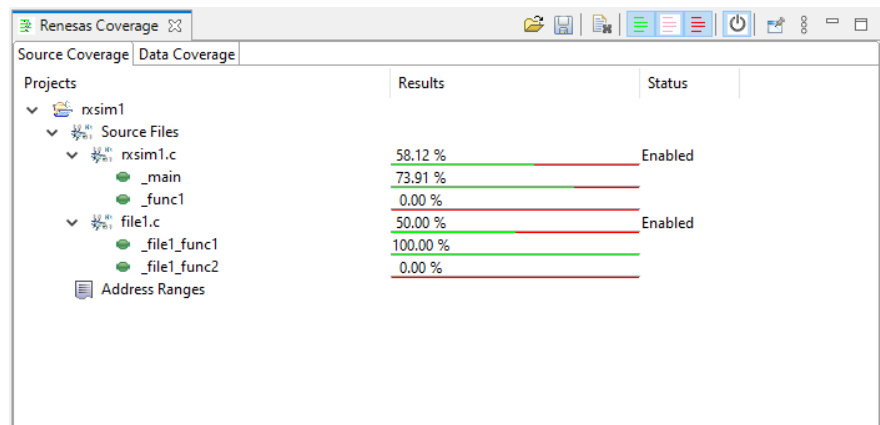 Renesas Coverage
Source Coverage Data Coverage
Projects Results Status
rxsim1
Source Files
rxsim1.c 58.12 % Enabled
_main 73.91 %
_func1 0.00 %
file1.c 50.00 % Enabled
_file1_func1 100.00 %
_file1_func2 0.00 %
Address Ranges